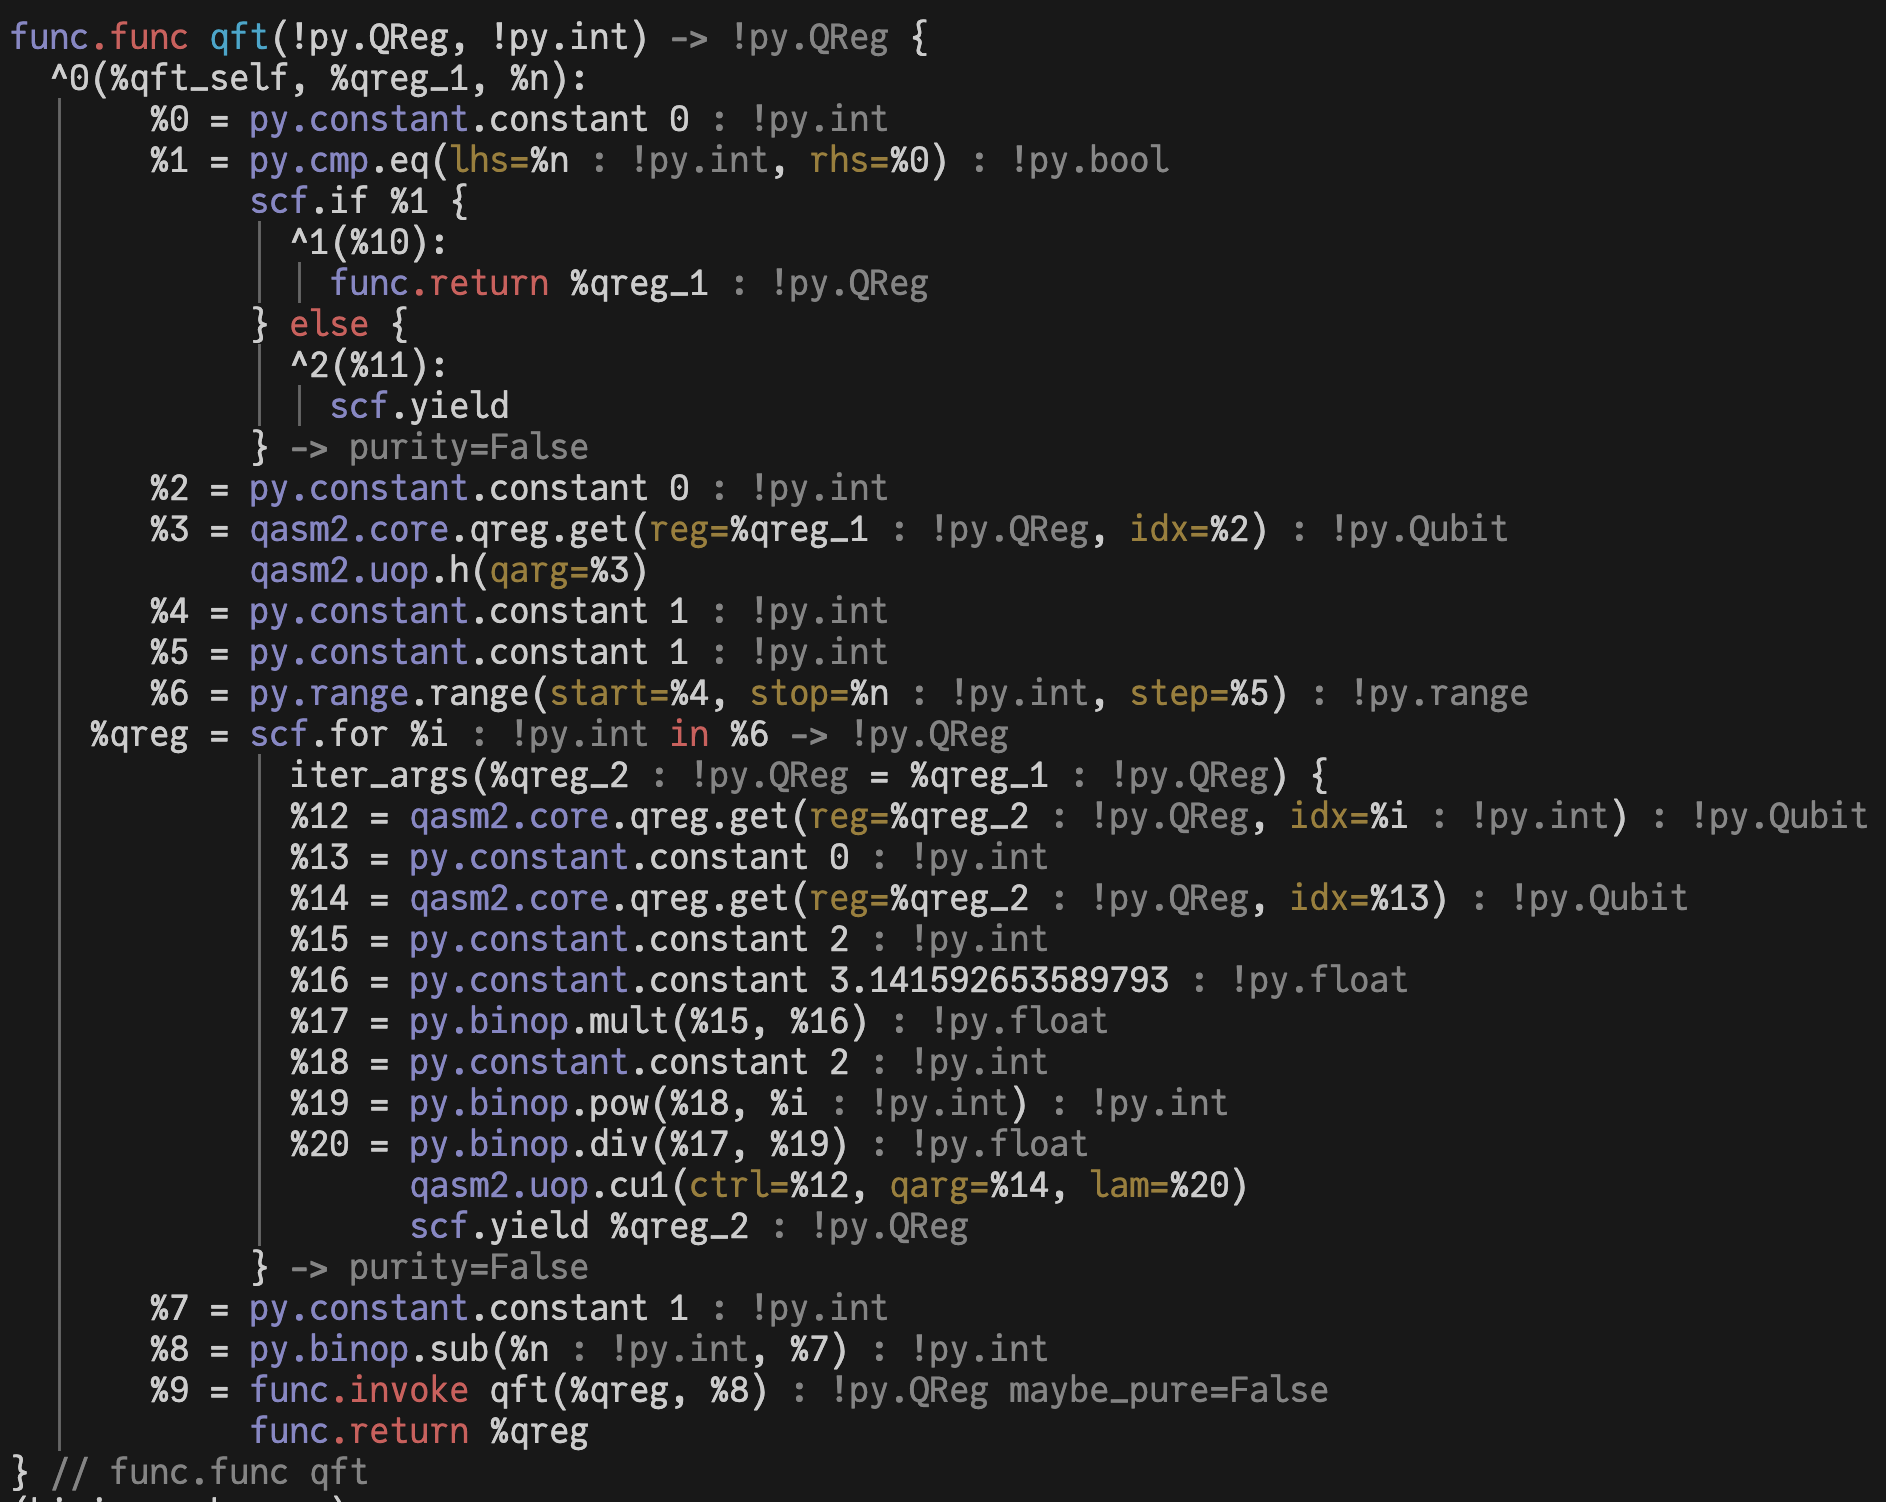 func.func qft(!py.QReg, !py.int) -> !py.QReg {
^0(%qft_self, %qreg_1, %n):
%0 = py.constant.constant 0 : !py.int
%1 = py.cmp.eq(lhs=%n : !py.int, rhs=%0) : !py.bool
scf.if %1 {
^1(%10):
func.return %qreg_1 : !py.QReg
} else {
^2(%11):
scf.yield
} -> purity=False
%2 = py.constant.constant 0 : !py.int
%3 = qasm2.core.qreg.get(reg=%qreg_1 : !py.QReg, idx=%2) : !py.Qubit
qasm2.uop.h(qarg=%3)
%4 = py.constant.constant 1 : !py.int
%5 = py.constant.constant 1 : !py.int
%6 = py.range.range(start=%4, stop=%n : !py.int, step=%5) : !py.range
%qreg = scf.for %i : !py.int in %6 -> !py.QReg
iter_args(%qreg_2 : !py.QReg = %qreg_1 : !py.QReg) {
%12 = qasm2.core.qreg.get(reg=%qreg_2 : !py.QReg, idx=%i : !py.int) : !py.Qubit
%13 = py.constant.constant 0 : !py.int
%14 = qasm2.core.qreg.get(reg=%qreg_2 : !py.QReg, idx=%13) : !py.Qubit
%15 = py.constant.constant 2 : !py.int
%16 = py.constant.constant 3.141592653589793 : !py.float
%17 = py.binop.mult(%15, %16) : !py.float
%18 = py.constant.constant 2 : !py.int
%19 = py.binop.pow(%18, %i : !py.int) : !py.int
%20 = py.binop.div(%17, %19) : !py.float
qasm2.uop.cu1(ctrl=%12, qarg=%14, lam=%20)
scf.yield %qreg_2 : !py.QReg
} -> purity=False
%7 = py.constant.constant 1 : !py.int
%8 = py.binop.sub(%n : !py.int, %7) : !py.int
%9 = func.invoke qft(%qreg, %8) : !py.QReg maybe_pure=False
func.return %qreg
} // func.func qft